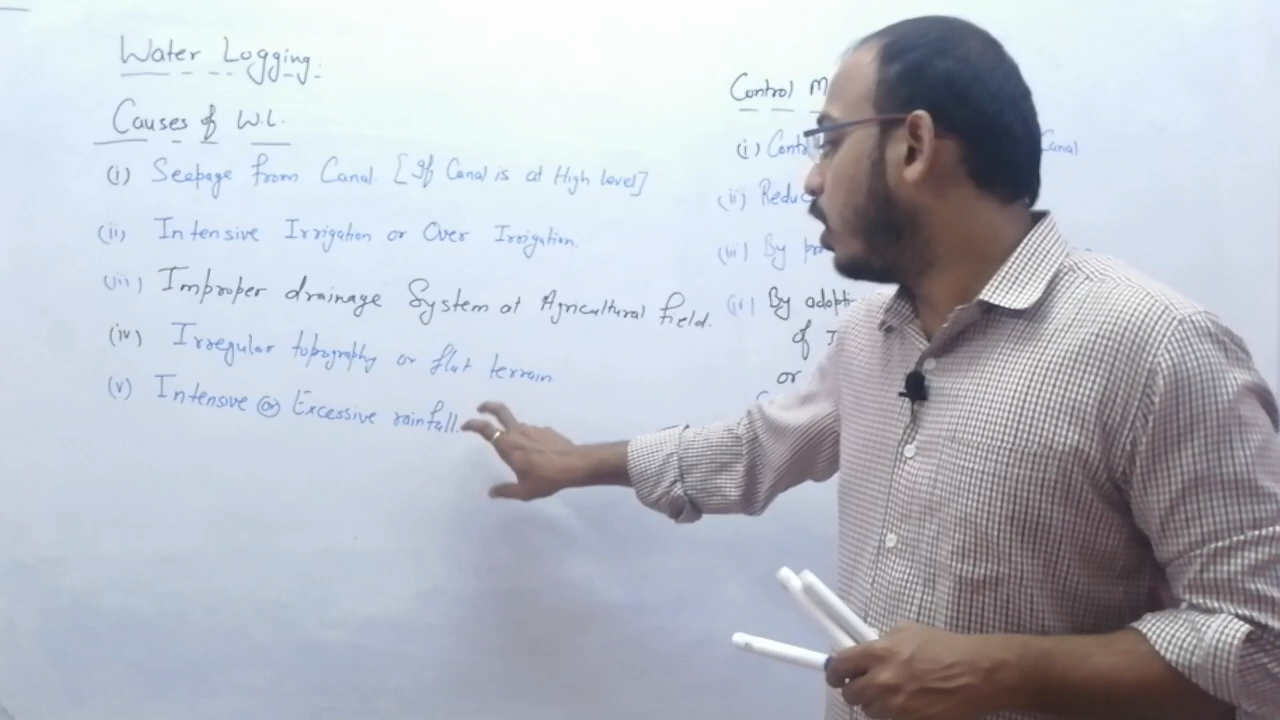 Water Logging:
Causes of W.L.
(i) Seepage from Canal. [If Canal is at High level]
(ii) Intensive Irrigation or Over Irrigation.
(iii) Improper drainage System at Agricultural field.
(iv) Irregular topography or flat terrain
(v) Intensive or Excessive rainfall.
Control M
(i) Cont Canal
(ii) Reduc
(iii) By
(iv) By adopti
of
or